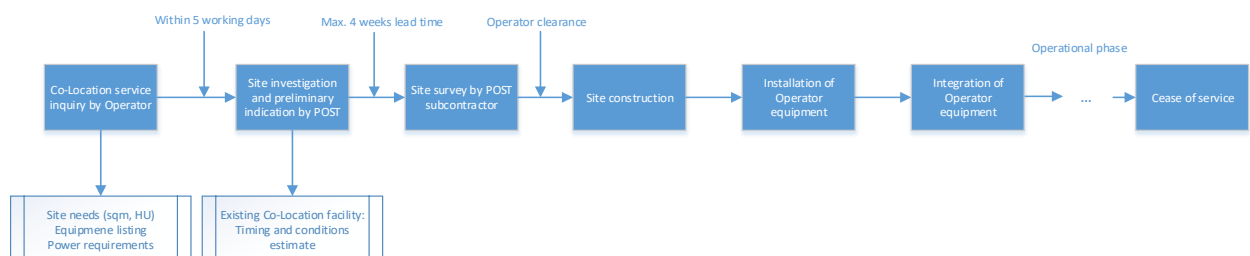 Within 5 working days
Max. 4 weeks lead time
Operator clearance
Operational phase
Co-Location service
inquiry by Operator
Site investigation
and preliminary
indication by POST
Site survey by POST
subcontractor
Site construction
Installation of
Operator
equipment
Integration of
Operator
equipment
...
Cease of service
Site needs (sqm, HU)
Equipmene listing
Power requirements
Existing Co-Location facility:
Timing and conditions
estimate